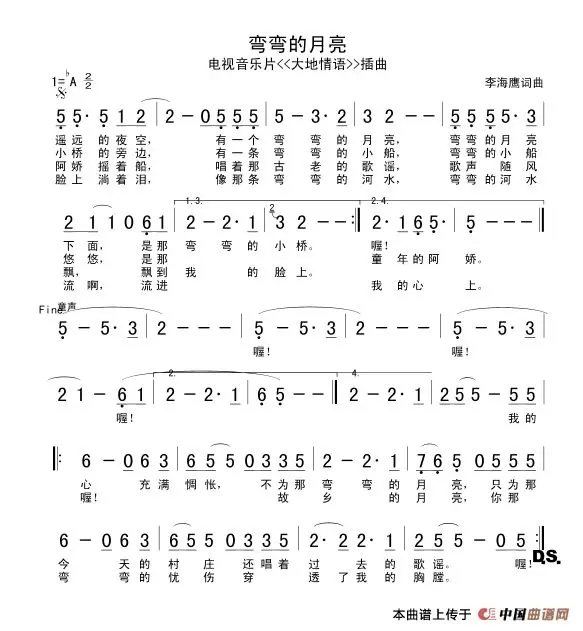 弯弯的月亮
电视音乐片<<大地情语>>插曲
1=♭A 2/2
李海鹰词曲
5 5· 5 1 2 | 2 - 0 5 5 5 | 5 - 2· 3 | 3 2 - - | 5 5 5· 5 3 |
遥远的夜空， 有一个弯弯的月亮， 弯弯的月亮
小桥的旁边， 有一条弯弯的小船， 弯弯的小船
阿娇摇着船， 唱着那古老的歌谣， 歌声随风
脸上淌着泪， 像那条弯弯的河水， 弯弯的河水
1.3. 2.4.
2 1 1 0 6 1 | 2 - 2· 1 | 3 2 - - :| 2· 1 6 5· 5 | 5 - - - |
下面， 是那弯弯的小桥。 喔！
悠悠， 是那 童年的阿娇。
飘， 飘到我的脸上。
流啊， 流进 我的心上。
Fine 童声
5 - 5· 3 | 2 - - - | 5 - 5· 3 | 2 - - - | 5 - 5· 3 |
喔！ 喔！
2. 4.
2 1 - 6 1 | 2 - 2· 1 | 6 5 - - | 2 - 2· 1 | 2 5 5 - 5 5 |
喔！ 我的
|: 6 - 0 6 3 | 6 5 5 0 3 3 5 | 2 - 2· 1 | 7 6 5 0 5 5 5 |
心充满惆怅， 不为那弯弯的月亮， 只为那
喔！ 故乡的月亮， 你那
6 - 0 6 3 | 6 5 5 0 3 3 5 | 2 - 2· 1 | 2 5 5 - 0 5 :|
今天的村庄还唱着过去的歌谣。 喔！
弯弯的忧伤穿透了我的胸膛。
D.S.
本曲谱上传于 中国曲谱网